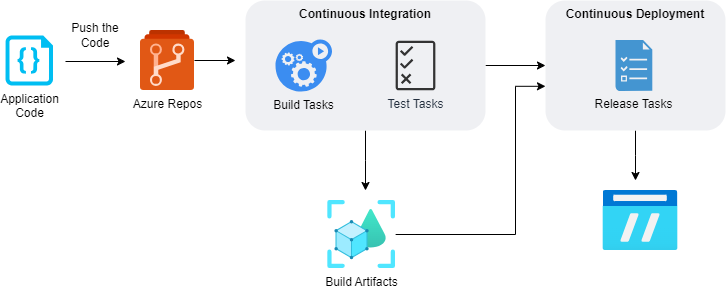 Push the
Code
Application
Code
Azure Repos
Continuous Integration
Build Tasks
Test Tasks
Build Artifacts
Continuous Deployment
Release Tasks